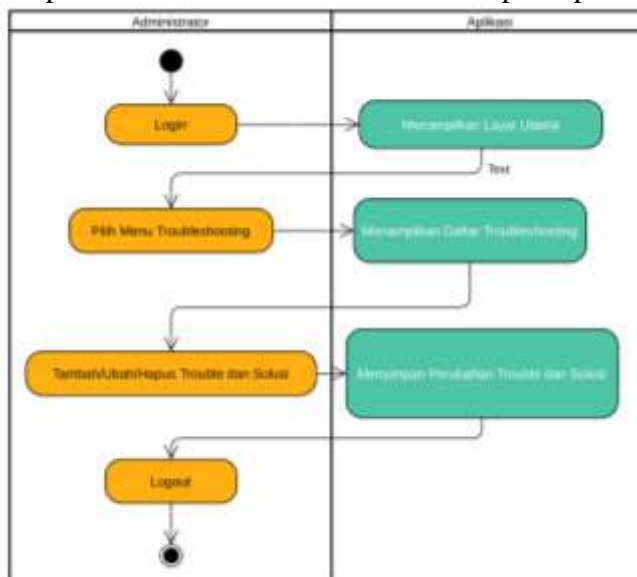 Administrator
Aplikasi
Login
Menampilkan Layar Utama
Text
Pilih Menu Troubleshooting
Menampilkan Daftar Troubleshooting
Tambah/Ubah/Hapus Trouble dan Solusi
Menyimpan Perubahan Trouble dan Solusi
Logout